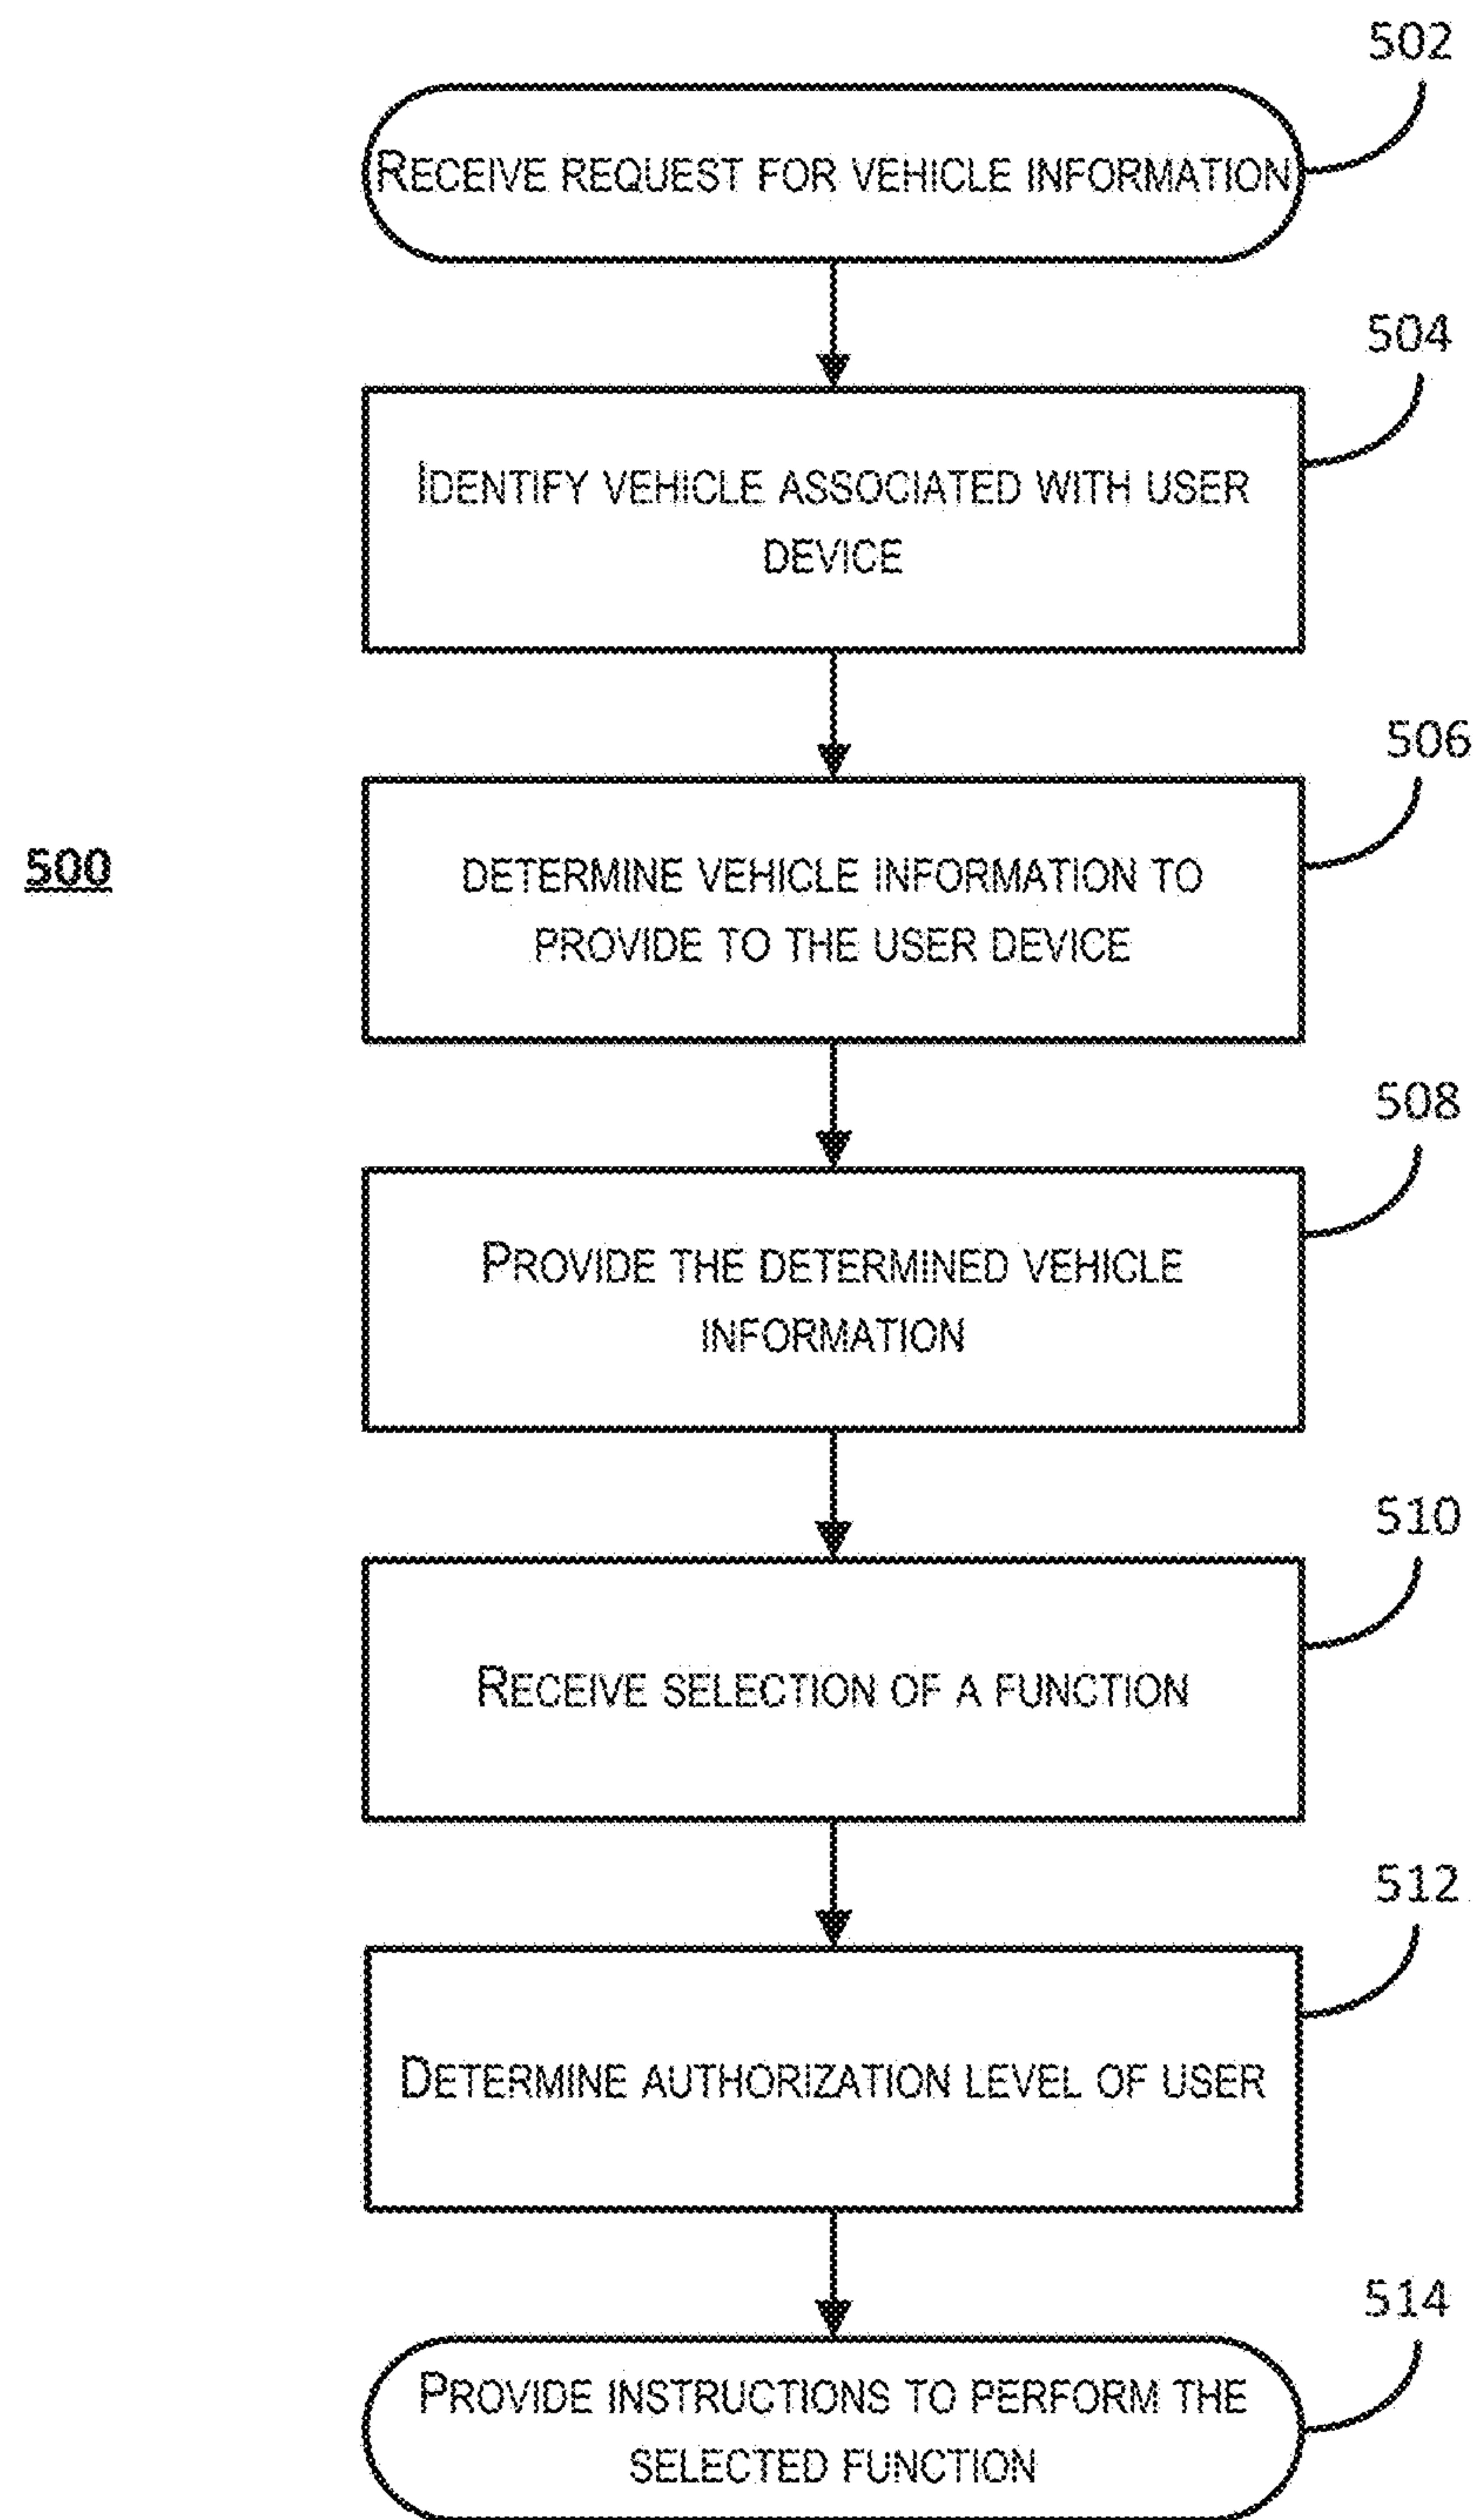 502
RECEIVE REQUEST FOR VEHICLE INFORMATION
504
IDENTIFY VEHICLE ASSOCIATED WITH USER
DEVICE
506
500
DETERMINE VEHICLE INFORMATION TO
PROVIDE TO THE USER DEVICE
508
PROVIDE THE DETERMINED VEHICLE
INFORMATION
510
RECEIVE SELECTION OF A FUNCTION
512
DETERMINE AUTHORIZATION LEVEL OF USER
514
PROVIDE INSTRUCTIONS TO PERFORM THE
SELECTED FUNCTION